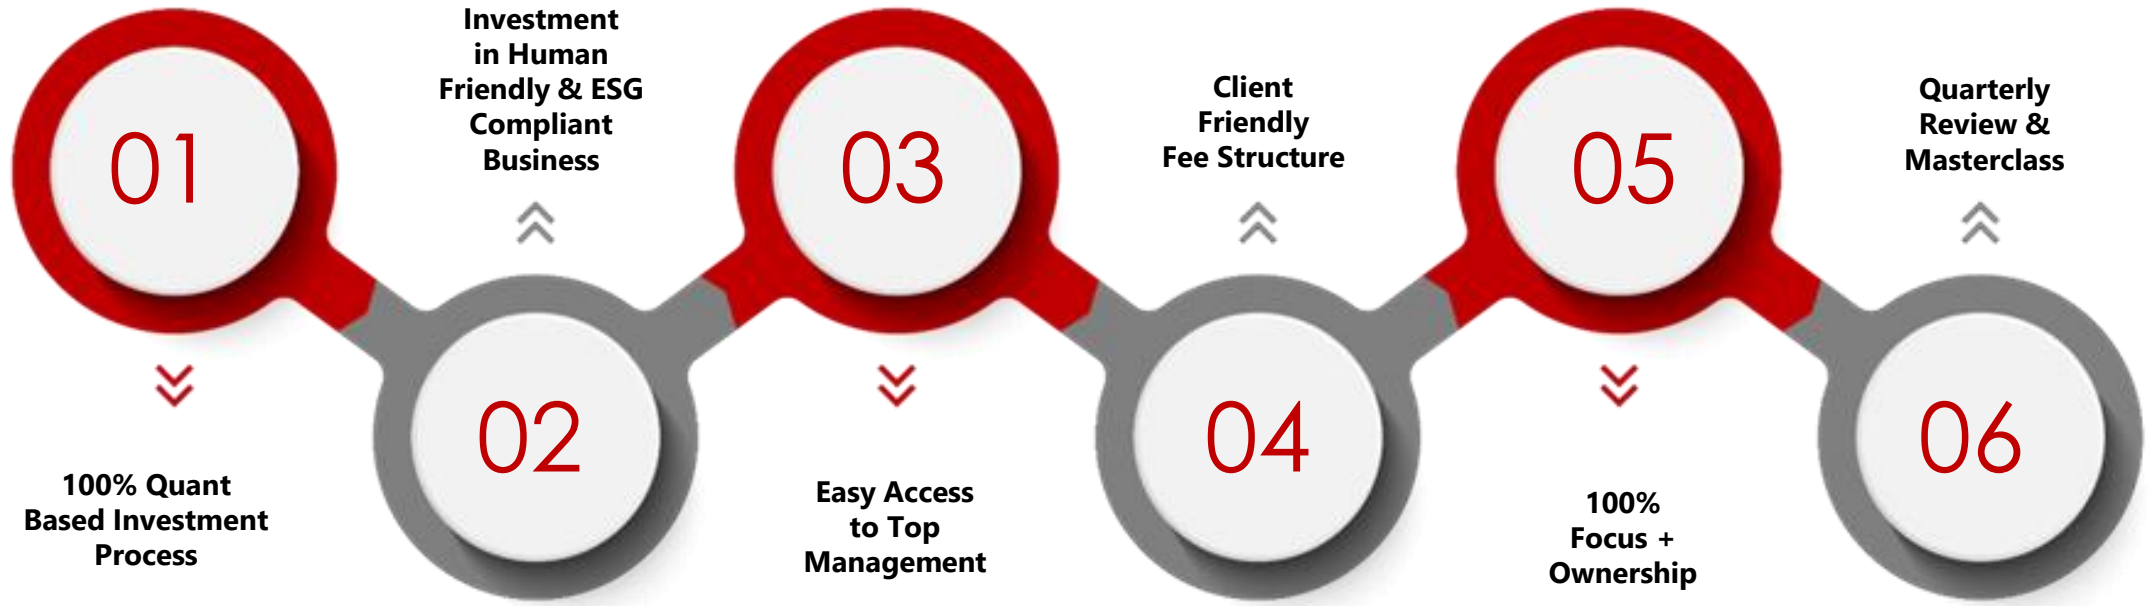 01
100% Quant
Based Investment
Process
Investment
in Human
Friendly & ESG
Compliant
Business
02
03
Easy Access
to Top
Management
Client
Friendly
Fee Structure
04
05
100%
Focus +
Ownership
Quarterly
Review &
Masterclass
06